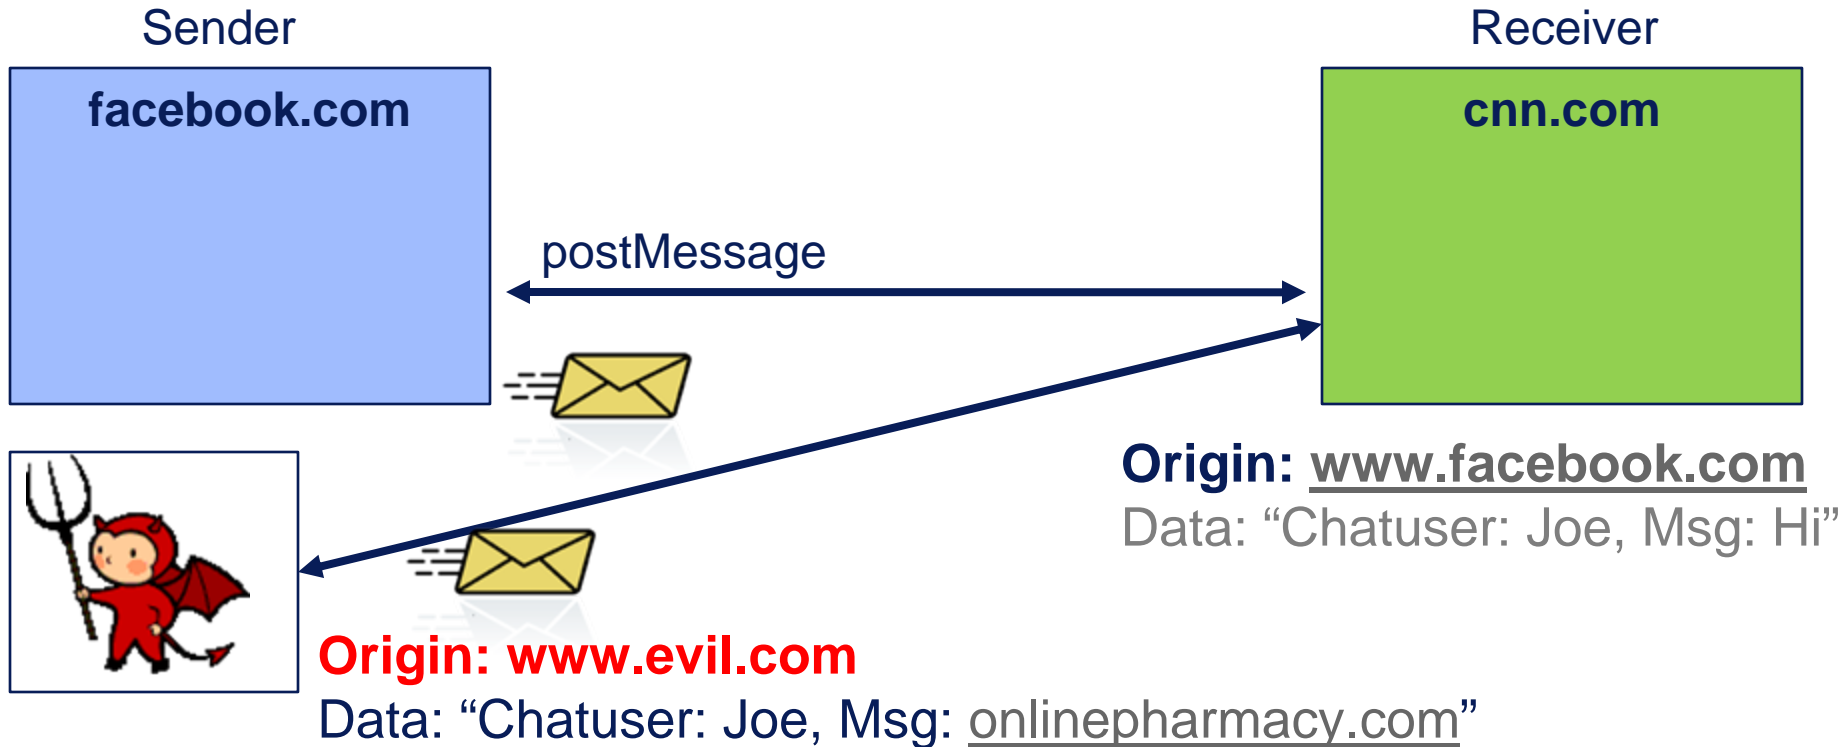 Sender
Receiver
facebook.com
cnn.com
postMessage
Origin: www.facebook.com
Data: “Chatuser: Joe, Msg: Hi”
Origin: www.evil.com
Data: “Chatuser: Joe, Msg: onlinepharmacy.com”